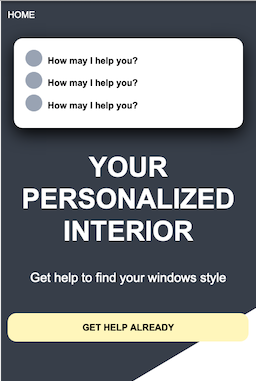 HOME
How may I help you?
How may I help you?
How may I help you?
YOUR
PERSONALIZED
INTERIOR
Get help to find your windows style
GET HELP ALREADY